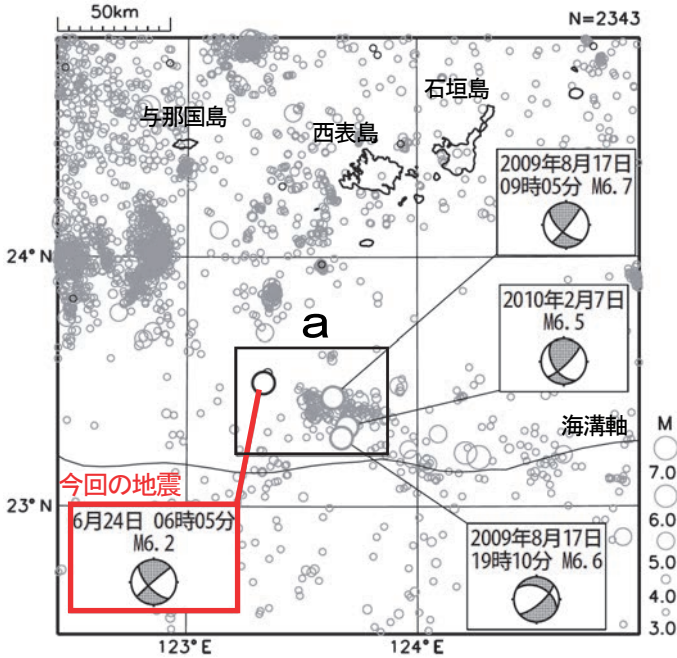 50km
N=2343
石垣島
与那国島
西表島
2009年8月17日
09時05分 M6.7
24°N
2010年2月7日
M6.5
a
海溝軸
M
7.0
6.0
5.0
4.0
3.0
今回の地震
23°N
6月24日 06時05分
M6.2
2009年8月17日
19時10分 M6.6
123°E
124°E